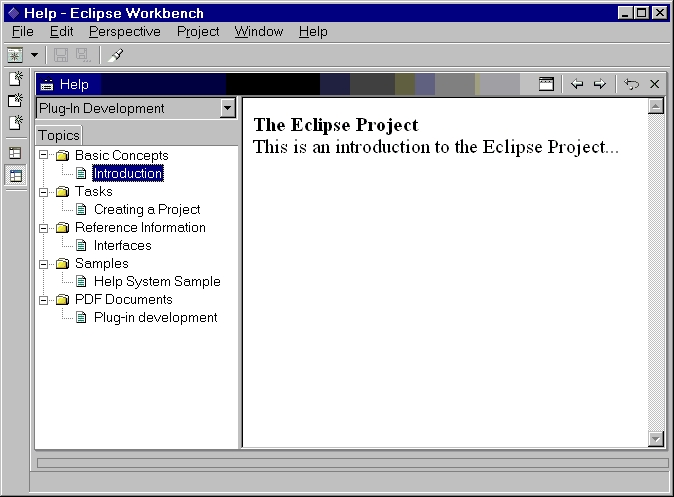 Help - Eclipse Workbench
File Edit Perspective Project Window Help
Help
Plug-In Development
Topics
Basic Concepts
Introduction
Tasks
Creating a Project
Reference Information
Interfaces
Samples
Help System Sample
PDF Documents
Plug-in development
The Eclipse Project
This is an introduction to the Eclipse Project...